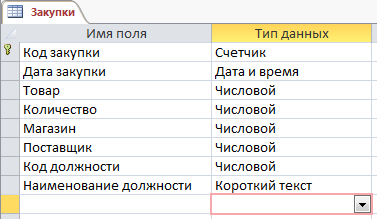 Закупки
Имя поля Тип данных
Код закупки Счетчик
Дата закупки Дата и время
Товар Числовой
Количество Числовой
Магазин Числовой
Поставщик Числовой
Код должности Числовой
Наименование должности Короткий текст